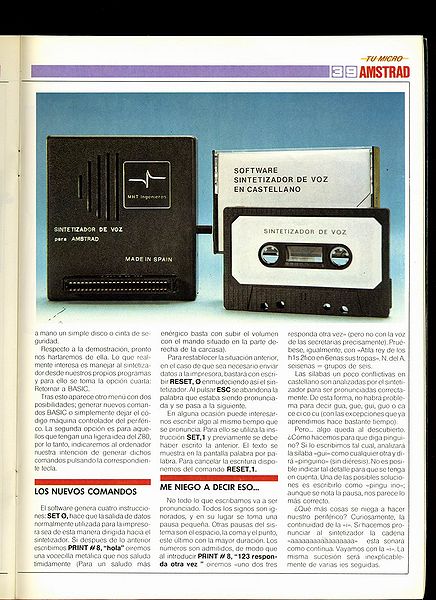 TU MICRO
39 AMSTRAD
MHT ingenieros
SINTETIZADOR DE VOZ
para AMSTRAD
MADE IN SPAIN
SOFTWARE
SINTETIZADOR DE VOZ
EN CASTELLANO
SINTETIZADOR DE VOZ
a mano un simple disco o cinta de se-
guridad.
Respecto a la demostración, pronto
nos hartaremos de ella. Lo que real-
mente interesa es manejar al sintetiza-
dor desde nuestros propios programas
y para ello se toma la opción cuarta:
Retornar a BASIC.
Tras esto aparece otro menú con dos
posibilidades; generar nuevos coman-
dos BASIC o simplemente dejar el có-
digo máquina controlador del periféri-
co. La segunda opción es para aque-
llos que tengan una ligera idea del Z80,
por lo tanto, ordenaremos al ordenador
nuestra intención de generar dichos
comandos pulsando la correspondien-
te tecla.
LOS NUEVOS COMANDOS
El software genera cuatro instruccio-
nes: SET,O, hace que la salida de datos
normalmente utilizada para la impreso-
ra sea de esta manera dirigida hacia el
sintetizador. Si después de lo anterior
escribimos PRINT # 8, "hola" oiremos
una vocecilla metálica que nos saluda
tímidamente (Para un saludo más
enérgico basta con subir el volumen
con el mando situado en la parte de-
recha de la carcasa).
Para restablecer la situación anterior,
en el caso de que sea necesario enviar
datos a la impresora, bastará con escri-
bir RESET, O enmudeciendo así el sin-
tetizador. Al pulsar ESC se abandona la
palabra que estaba siendo pronuncia-
da y se pasa a la siguiente.
En alguna ocasión puede interesar-
nos escribir algo al mismo tiempo que
se pronuncia. Para ello se utiliza la ins-
trucción SET,1 y previamente se debe
haber escrito lo anterior. El texto se
muestra en la pantalla palabra por pa-
labra. Para cancelar la escritura dispo-
nemos del comando RESET,1.
ME NIEGO A DECIR ESO...
No todo lo que escribamos va a ser
pronunciado. Todos los signos son ig-
norados, y en su lugar se toma una
pausa pequeña. Otras pausas del sis-
tema son el espacio, la coma y el punto,
este último con la mayor duración. Los
números son admitidos, de modo que
al introducir PRINT # 8, "123 respon-
da otra vez" oiremos «uno dos tres
responda otra vez» (pero no con la voz
de las secretarias precisamente). Prué-
bese, igualmente, con «Atila rey de los
h1s 2fico en 6enas sus tropas». N. del A.
seisenas = grupos de seis.
Las sílabas un poco conflictivas en
castellano son analizadas por el sinteti-
zador para ser pronunciadas correcta-
mente. De esta forma, no habrá proble-
ma para decir gua, gue, gui, guo o ca
ce ci co cu (con las excepciones que ya
aprendimos hace bastante tiempo).
Pero... algo queda al descubierto.
¿Cómo hacemos para que diga pingüi-
no? Si lo escribimos tal cual, analizará
la sílaba «gui» como cualquier otra y di-
rá «pinguino» (sin diéresis). No es posi-
ble indicar tal detalle para que se tenga
en cuenta. Una de las posibles solucio-
nes es escribirlo como «pingu ino»;
aunque se nota la pausa, nos parece lo
más correcto.
¿Qué más cosas se niega a hacer
nuestro periférico? Curiosamente, la
continuidad de la «i». Si hacemos pro-
nunciar al sintetizador la cadena
esta sonará
como continua. Vayamos con la «i». La
misma sucesión será inexplicablemen-
te de varias íes seguidas.